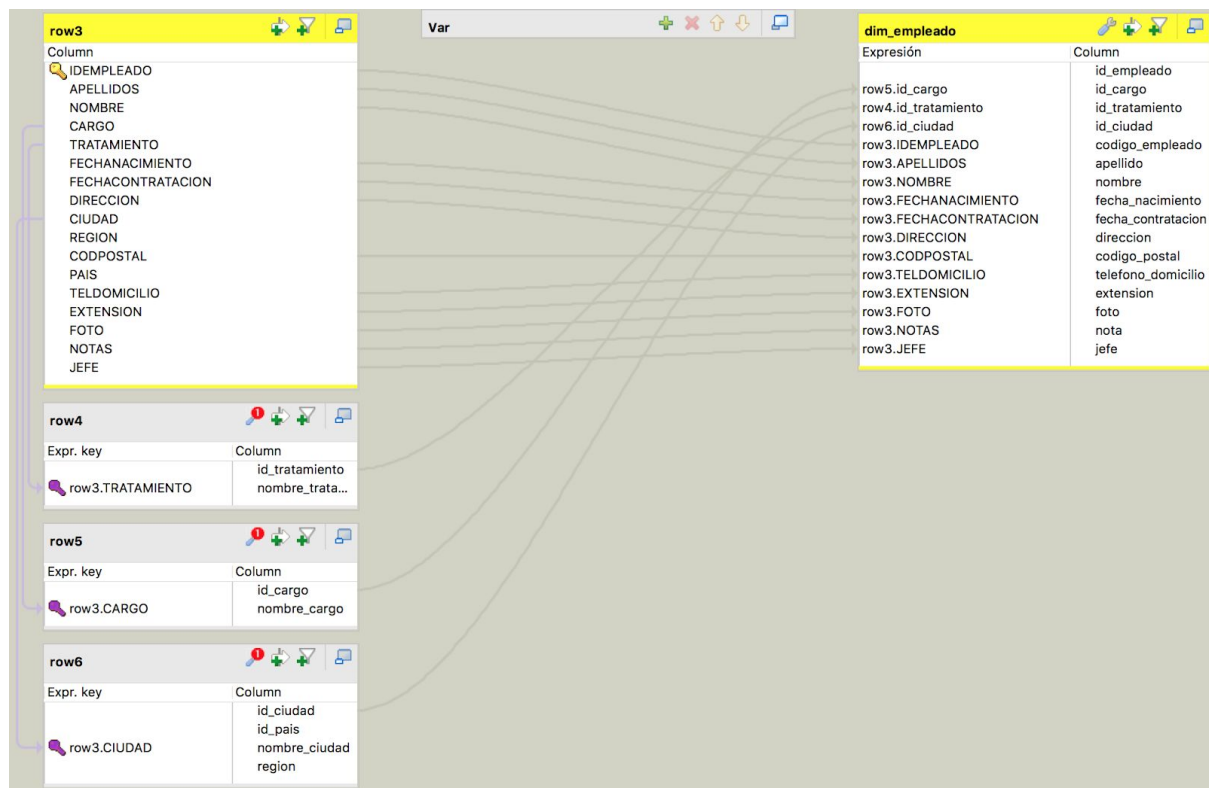 row3
Column
IDEMPLEADO
APELLIDOS
NOMBRE
CARGO
TRATAMIENTO
FECHANACIMIENTO
FECHACONTRATACION
DIRECCION
CIUDAD
REGION
CODPOSTAL
PAIS
TELDOMICILIO
EXTENSION
FOTO
NOTAS
JEFE
row4
Expr. key Column
id_tratamiento
row3.TRATAMIENTO nombre_trata...
row5
Expr. key Column
id_cargo
row3.CARGO nombre_cargo
row6
Expr. key Column
id_ciudad
id_pais
row3.CIUDAD nombre_ciudad
region
Var
dim_empleado
Expresión Column
id_empleado
row5.id_cargo id_cargo
row4.id_tratamiento id_tratamiento
row6.id_ciudad id_ciudad
row3.IDEMPLEADO codigo_empleado
row3.APELLIDOS apellido
row3.NOMBRE nombre
row3.FECHANACIMIENTO fecha_nacimiento
row3.FECHACONTRATACION fecha_contratacion
row3.DIRECCION direccion
row3.CODPOSTAL codigo_postal
row3.TELDOMICILIO telefono_domicilio
row3.EXTENSION extension
row3.FOTO foto
row3.NOTAS nota
row3.JEFE jefe